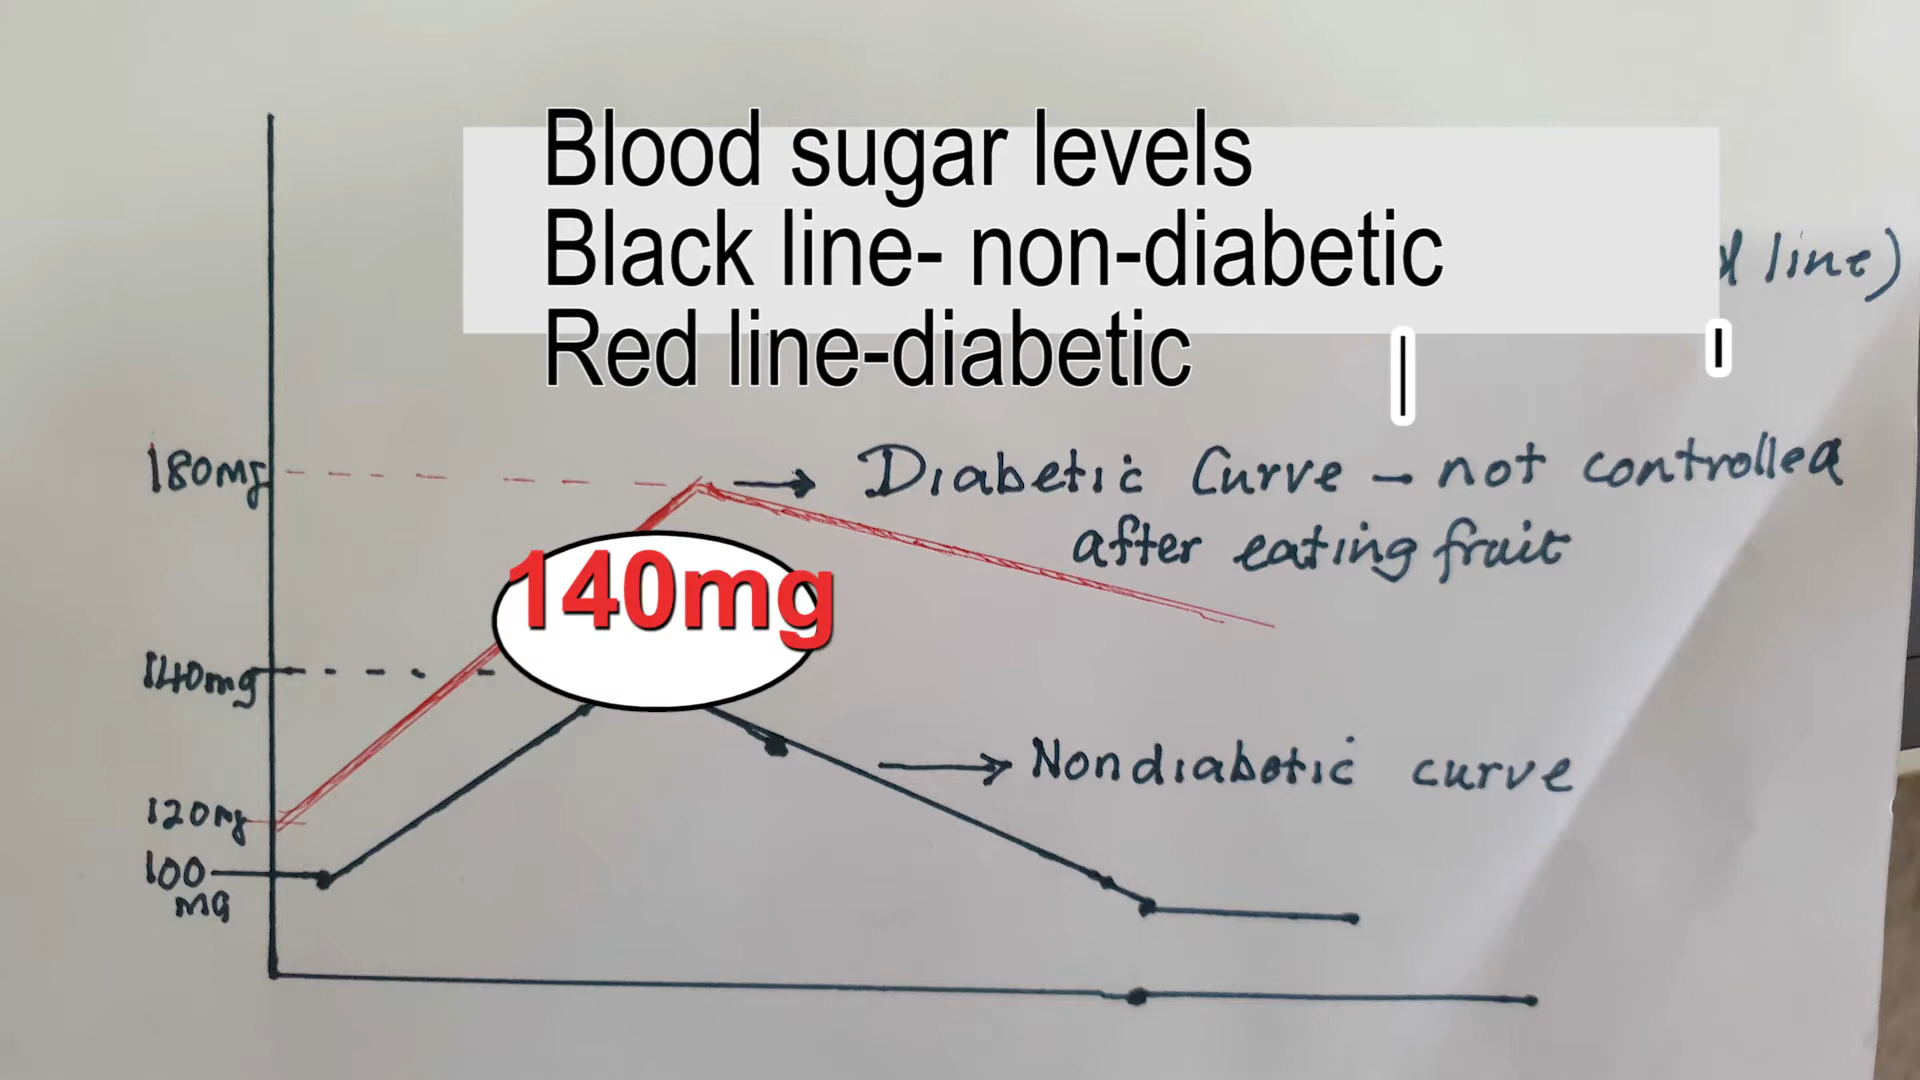 Blood sugar levels
Black line- non-diabetic
Red line-diabetic
line)
180mg
Diabetic Curve - not controlled
after eating fruit
140mg
140mg
Nondiabetic curve
120mg
100
mg